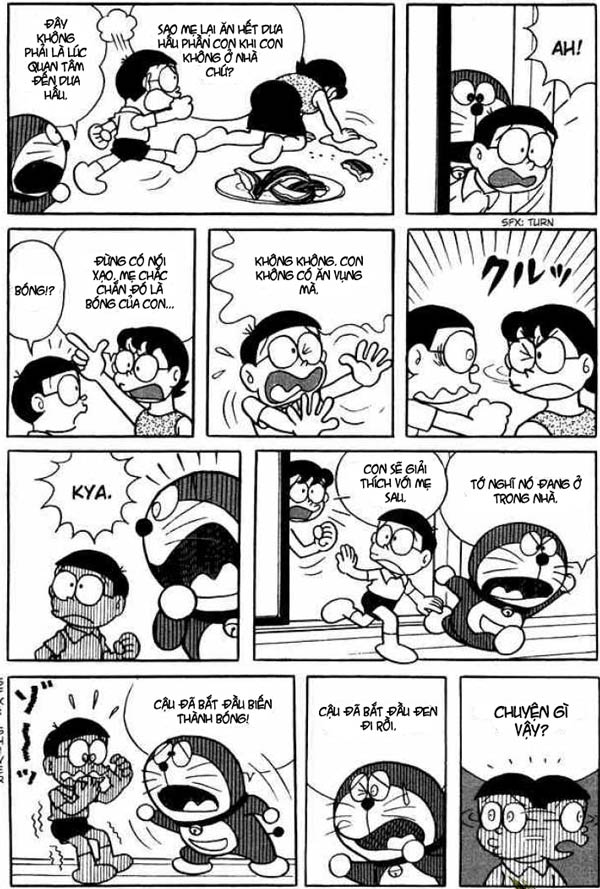 AH!
SAO MẸ LẠI ĂN HẾT DƯA
HẤU PHẦN CON KHI CON
KHÔNG Ở NHÀ
CHỨ?
ĐÂY
KHÔNG
PHẢI LÀ LÚC
QUAN TÂM
ĐẾN DƯA
HẤU.
SFX: TURN
クルッ
KHÔNG KHÔNG. CON
KHÔNG CÓ ĂN VỤNG
MÀ.
ĐỪNG CÓ NÓI
XẠO. MẸ CHẮC
CHẮN ĐÓ LÀ
BÓNG CỦA CON...
BÓNG!?
TỚ NGHĨ NÓ ĐANG Ở
TRONG NHÀ.
CON SẼ GIẢI
THÍCH VỚI MẸ
SAU.
KYA.
CHUYỆN GÌ
VẬY?
CẬU ĐÃ BẮT ĐẦU ĐEN
ĐI RỒI.
CẬU ĐÃ BẮT ĐẦU BIẾN
THÀNH BÓNG!